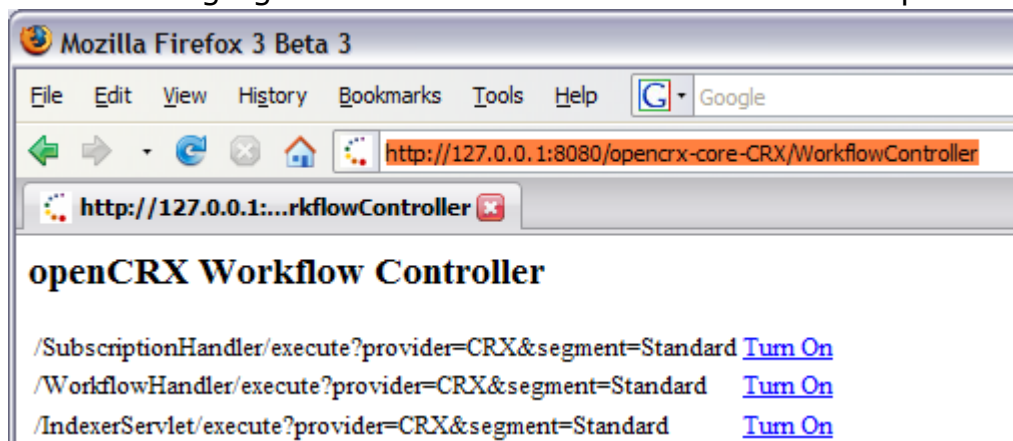 Mozilla Firefox 3 Beta 3
File Edit View History Bookmarks Tools Help G Google
http://127.0.0.1:8080/opencrx-core-CRX/WorkflowController
http://127.0.0.1:...rkflowController
openCRX Workflow Controller
/SubscriptionHandler/execute?provider=CRX&segment=Standard Turn On
/WorkflowHandler/execute?provider=CRX&segment=Standard Turn On
/IndexerServlet/execute?provider=CRX&segment=Standard Turn On